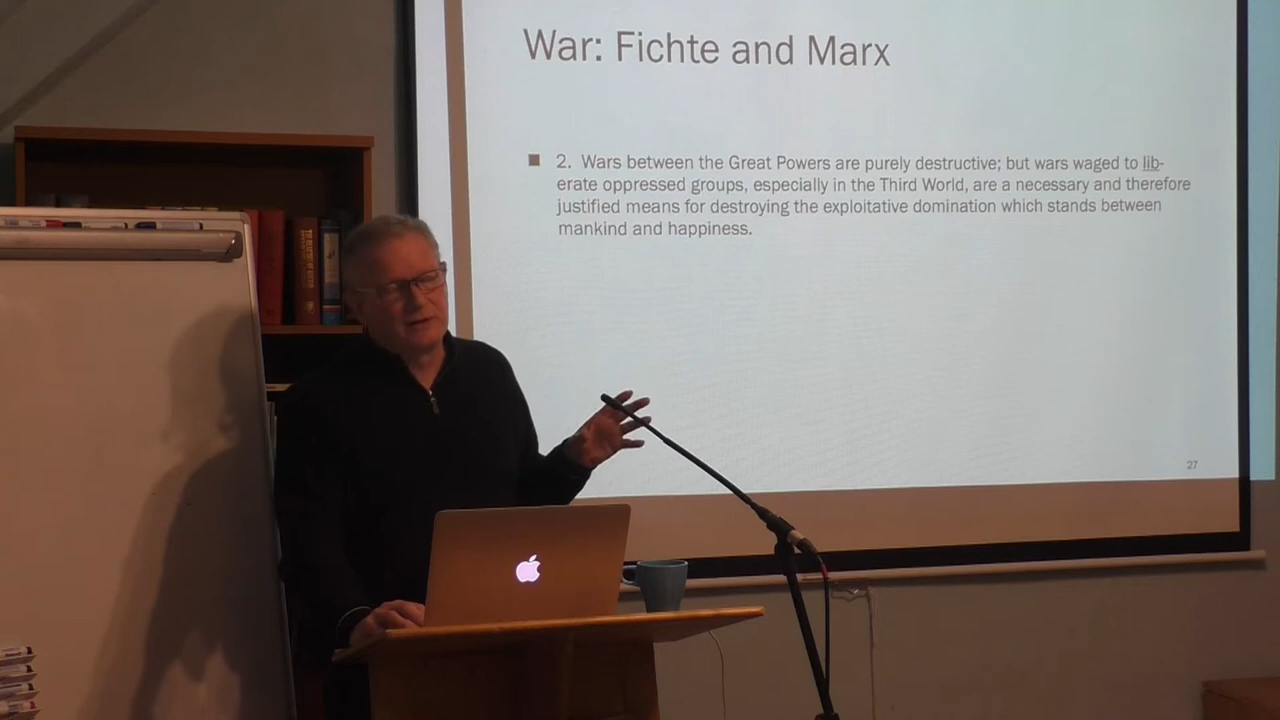 War: Fichte and Marx
2. Wars between the Great Powers are purely destructive; but wars waged to lib-
erate oppressed groups, especially in the Third World, are a necessary and therefore
justified means for destroying the exploitative domination which stands between
mankind and happiness.
27